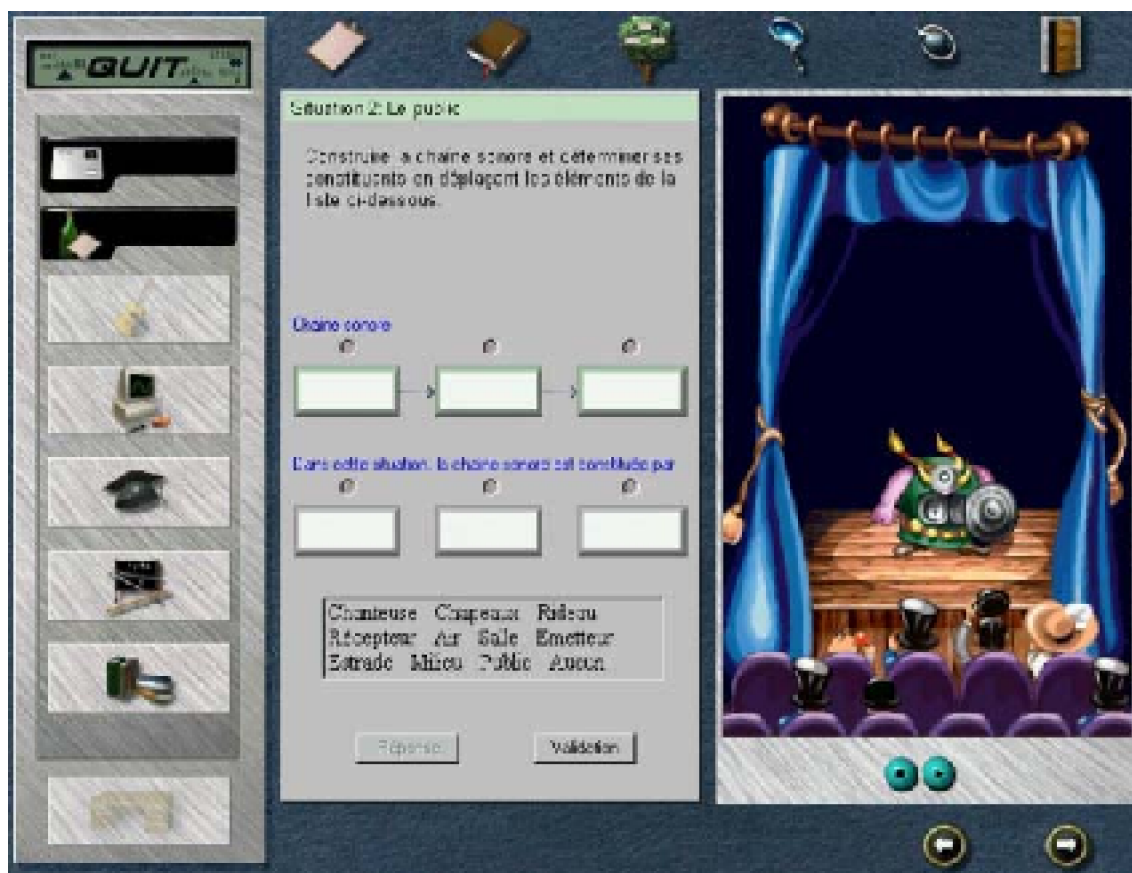 QUIT
Situation 2: Le public
Construire la chaîne sonore et déterminer ses
constituants en déplaçant les éléments de la
liste ci-dessous.
Chaîne sonore
Dans cette situation, la chaîne sonore est constituée par
Chanteuse Chapeaux Rideau
Récepteur Air Salle Emetteur
Estrade Milieu Public Aucun
Réponse
Validation